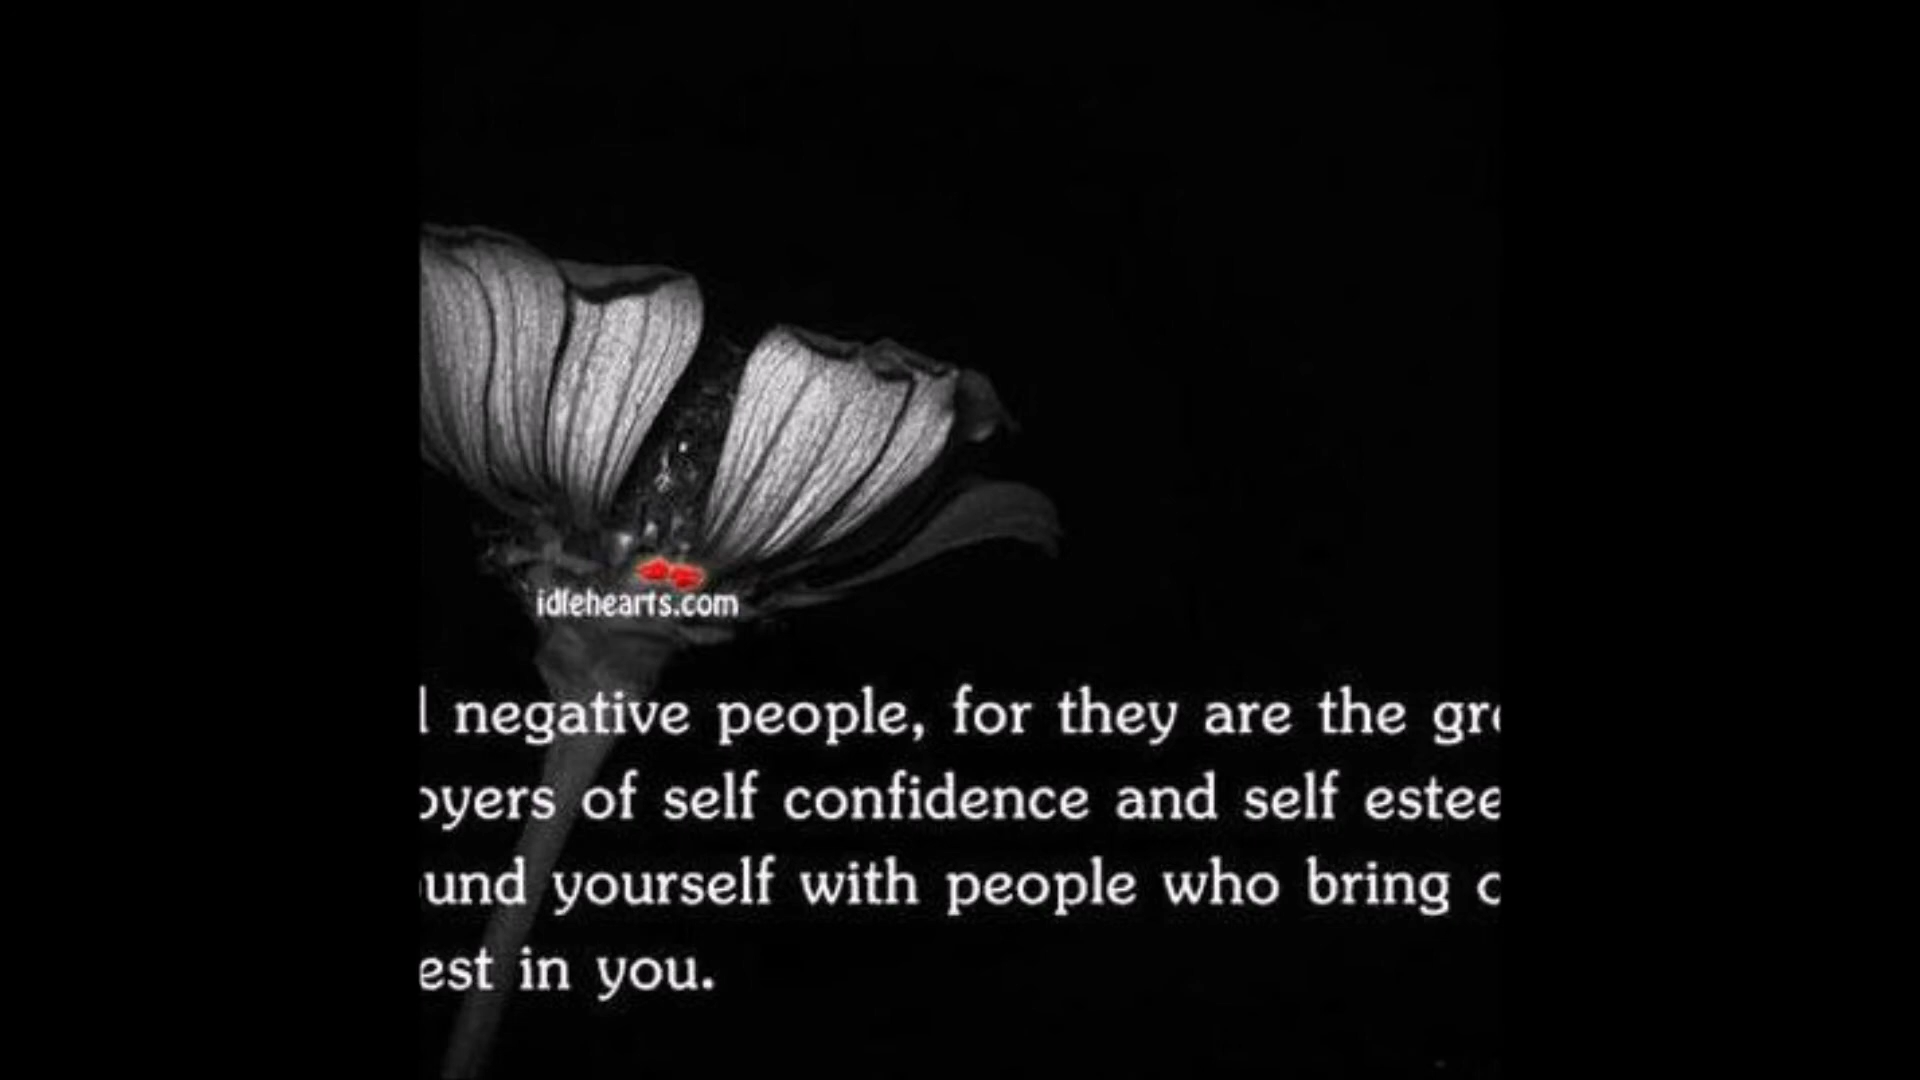 idlehearts.com
negative people, for they are the
of self confidence and self
yourself with people who bring
in you.